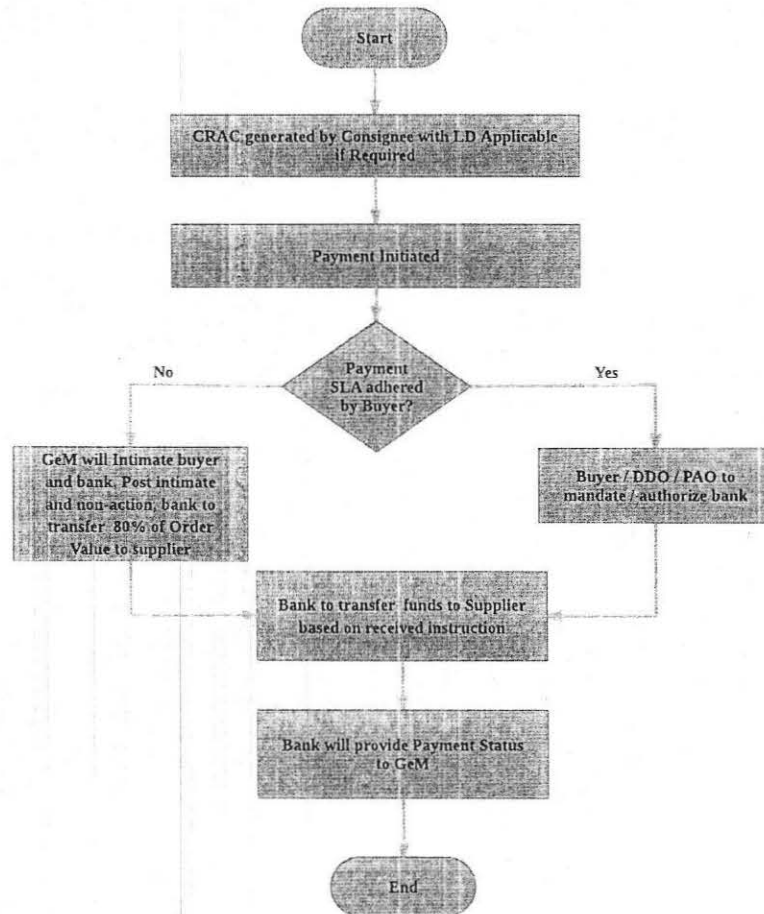 Start
CRAC generated by Consignee with LD Applicable
if Required
Payment Initiated
Payment
SLA adhered
by Buyer?
No
Yes
GeM will Intimate buyer
and bank, Post intimate
and non-action, bank to
transfer 80% of Order
Value to supplier
Buyer / DDO / PAO to
mandate / authorize bank
Bank to transfer funds to Supplier
based on received instruction
Bank will provide Payment Status
to GeM
End